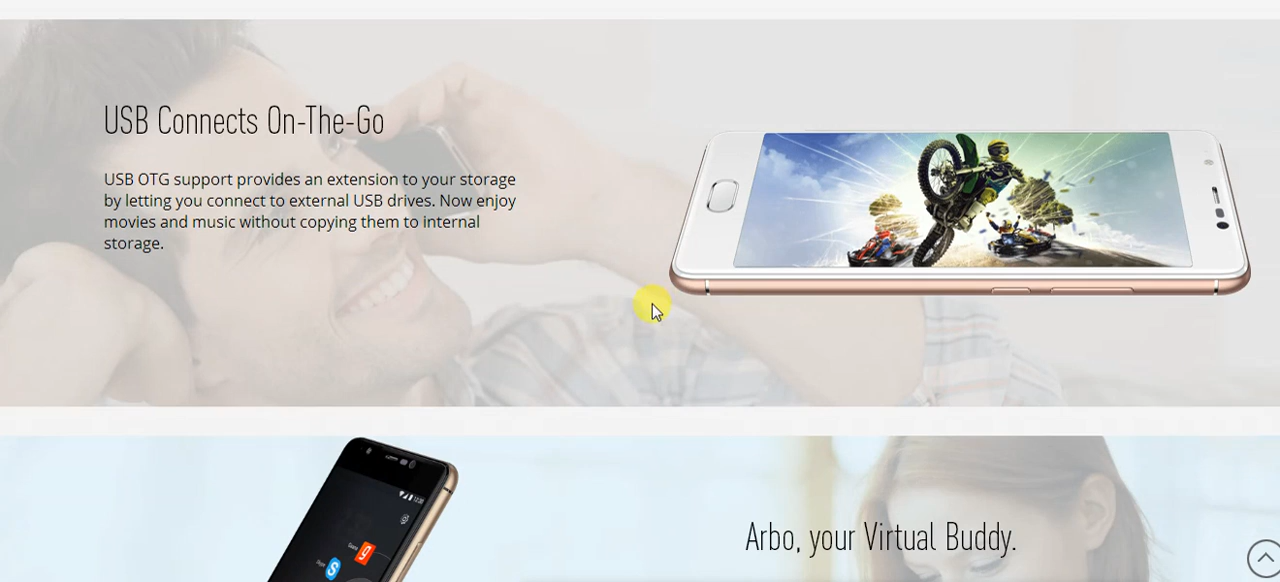 USB Connects On-The-Go
USB OTG support provides an extension to your storage
by letting you connect to external USB drives. Now enjoy
movies and music without copying them to internal
storage.
Arbo, your Virtual Buddy.